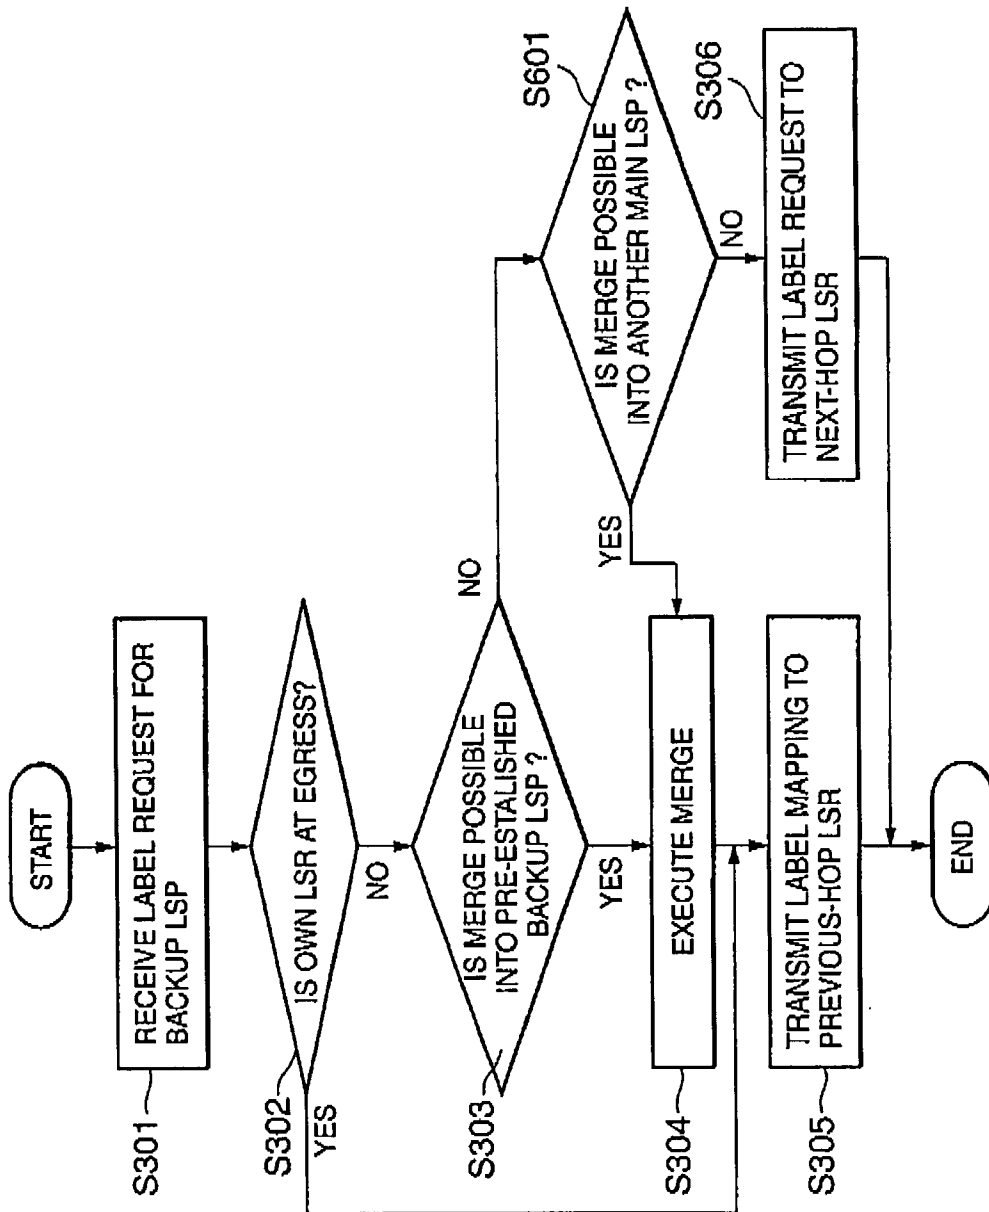 START
S301
RECEIVE LABEL REQUEST FOR
BACKUP LSP
S302
IS OWN LSR AT EGRESS?
YES
NO
S303
IS MERGE POSSIBLE
INTO PRE-ESTALISHED
BACKUP LSP ?
NO
YES
S601
IS MERGE POSSIBLE
INTO ANOTHER MAIN LSP ?
YES
NO
S304
EXECUTE MERGE
S306
TRANSMIT LABEL REQUEST TO
NEXT-HOP LSR
S305
TRANSMIT LABEL MAPPING TO
PREVIOUS-HOP LSR
END